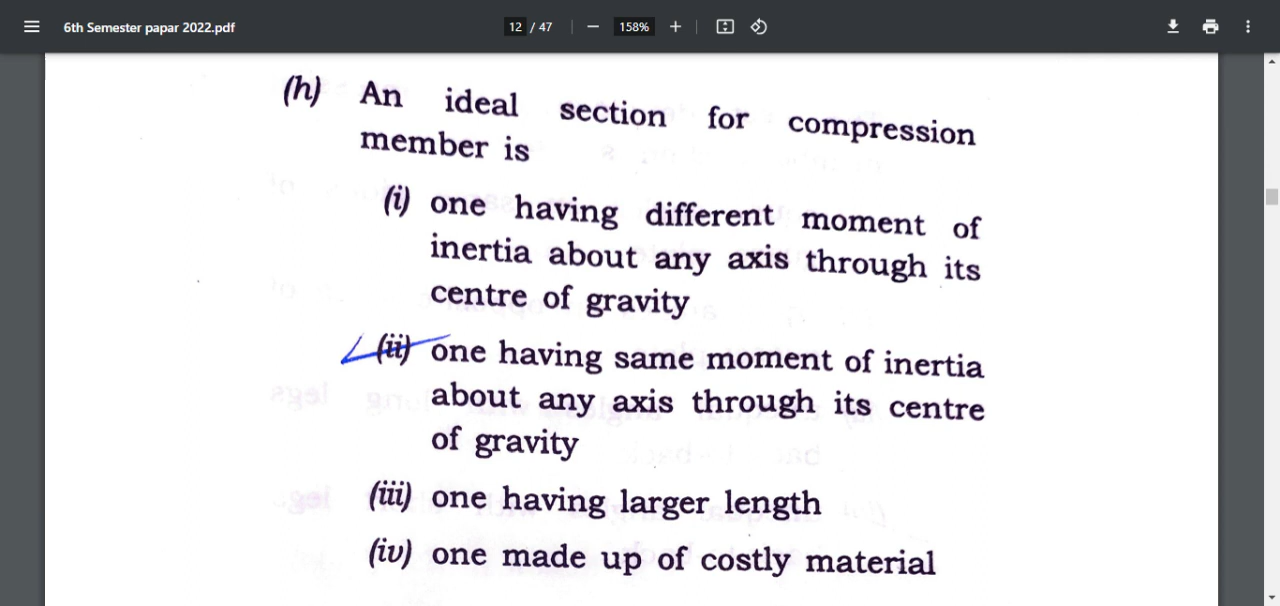 6th Semester papar 2022.pdf
12 / 47
158%
(h) An ideal section for compression
member is
(i) one having different moment of
inertia about any axis through its
centre of gravity
(ii) one having same moment of inertia
about any axis through its centre
of gravity
(iii) one having larger length
(iv) one made up of costly material